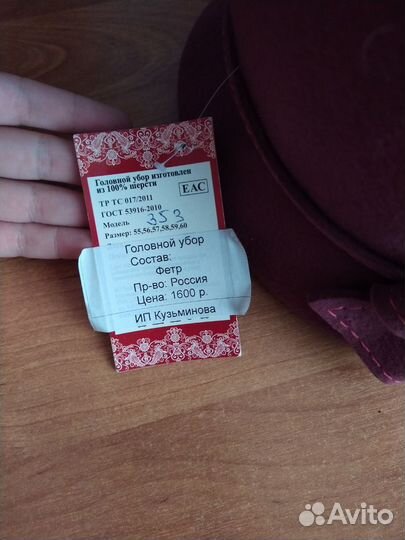 Головной убор изготовлен
из 100% шерсти
ТР ТС 017/2011
ГОСТ 53916-2010
EAC
Модель 353
Размер: 55,56,57,58,59,60
Головной убор
Состав:
Фетр
Пр-во: Россия
Цена: 1600 р.
ИП Кузьминова
Avito